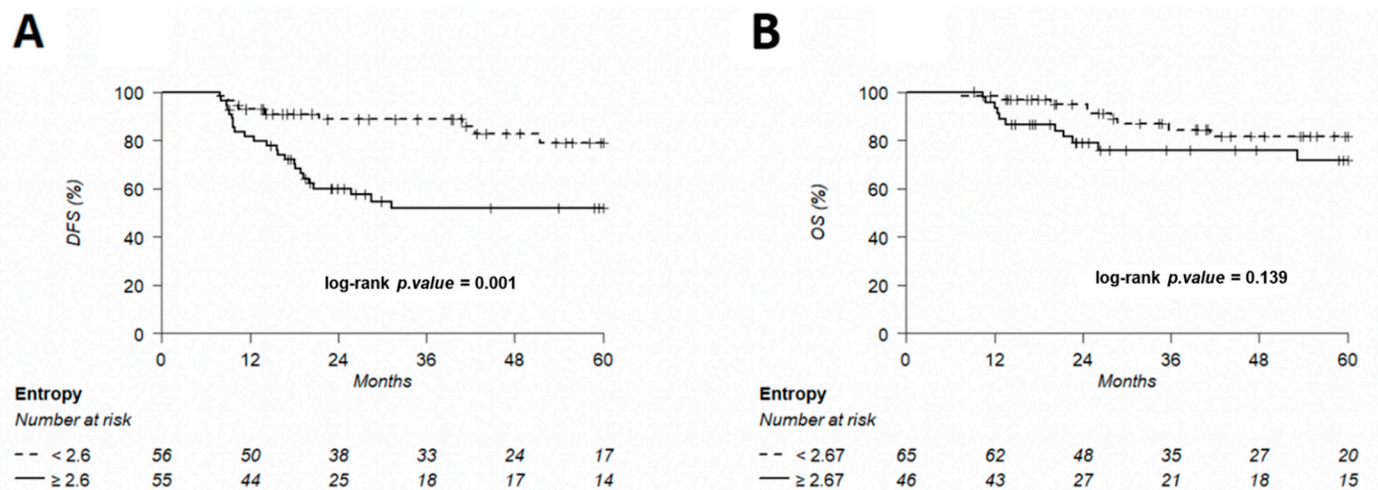 A
100
80
60
40
20
0
DFS (%)
log-rank p.value = 0.001
0 12 24 36 48 60
Months
Entropy
Number at risk
< 2.6 56 50 38 33 24 17
≥ 2.6 55 44 25 18 17 14
B
100
80
60
40
20
0
OS (%)
log-rank p.value = 0.139
0 12 24 36 48 60
Months
Entropy
Number at risk
< 2.67 65 62 48 35 27 20
≥ 2.67 46 43 27 21 18 15